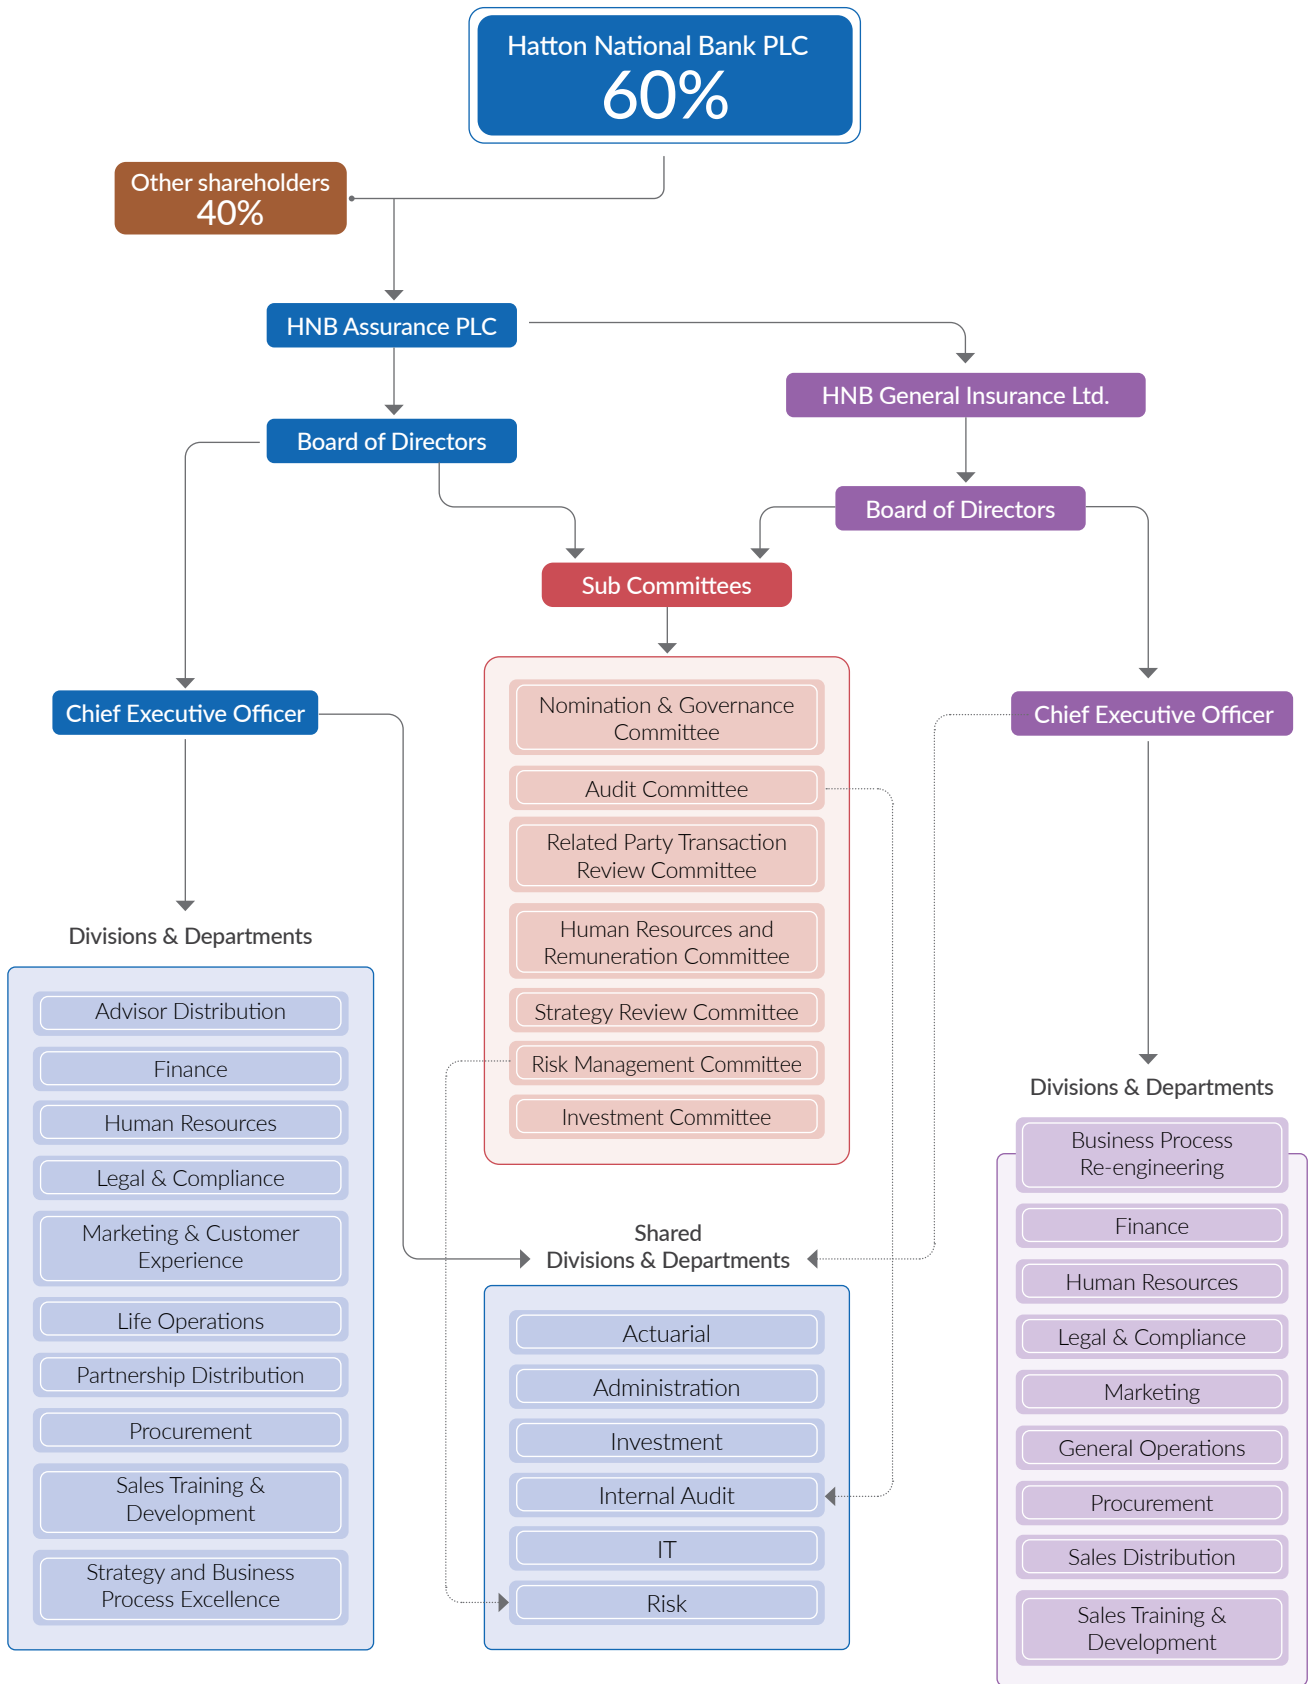 Hatton National Bank PLC
60%
Other shareholders
40%
HNB Assurance PLC
HNB General Insurance Ltd.
Board of Directors
Board of Directors
Sub Committees
Chief Executive Officer
Chief Executive Officer
Nomination & Governance
Committee
Audit Committee
Related Party Transaction
Review Committee
Human Resources and
Remuneration Committee
Strategy Review Committee
Risk Management Committee
Investment Committee
Divisions & Departments
Advisor Distribution
Finance
Human Resources
Legal & Compliance
Marketing & Customer
Experience
Life Operations
Partnership Distribution
Procurement
Sales Training &
Development
Strategy and Business
Process Excellence
Shared
Divisions & Departments
Actuarial
Administration
Investment
Internal Audit
IT
Risk
Divisions & Departments
Business Process
Re-engineering
Finance
Human Resources
Legal & Compliance
Marketing
General Operations
Procurement
Sales Distribution
Sales Training &
Development